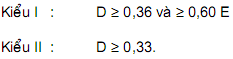 Kiểu I : D ≥ 0,36 và ≥ 0,60 E
Kiểu II : D ≥ 0,33.